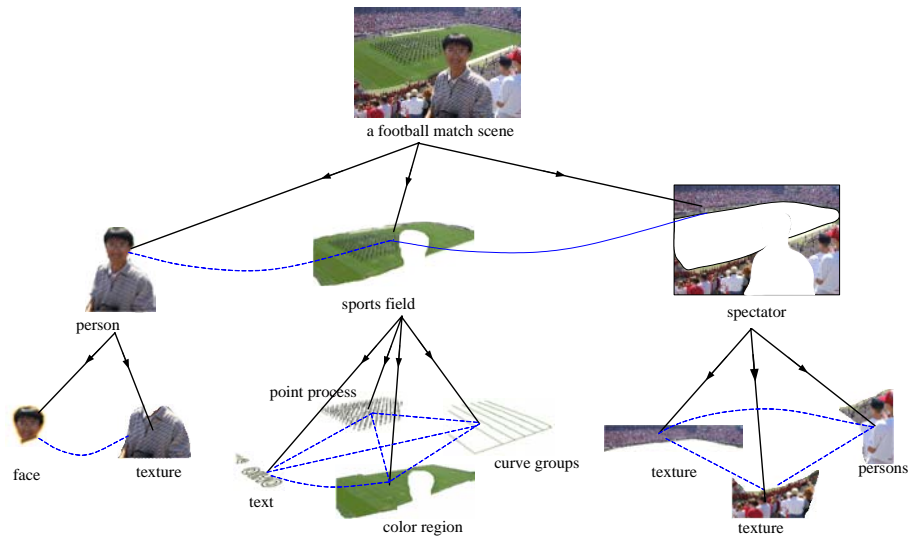 a football match scene
person
sports field
spectator
point process
face
texture
text
color region
curve groups
texture
texture
persons